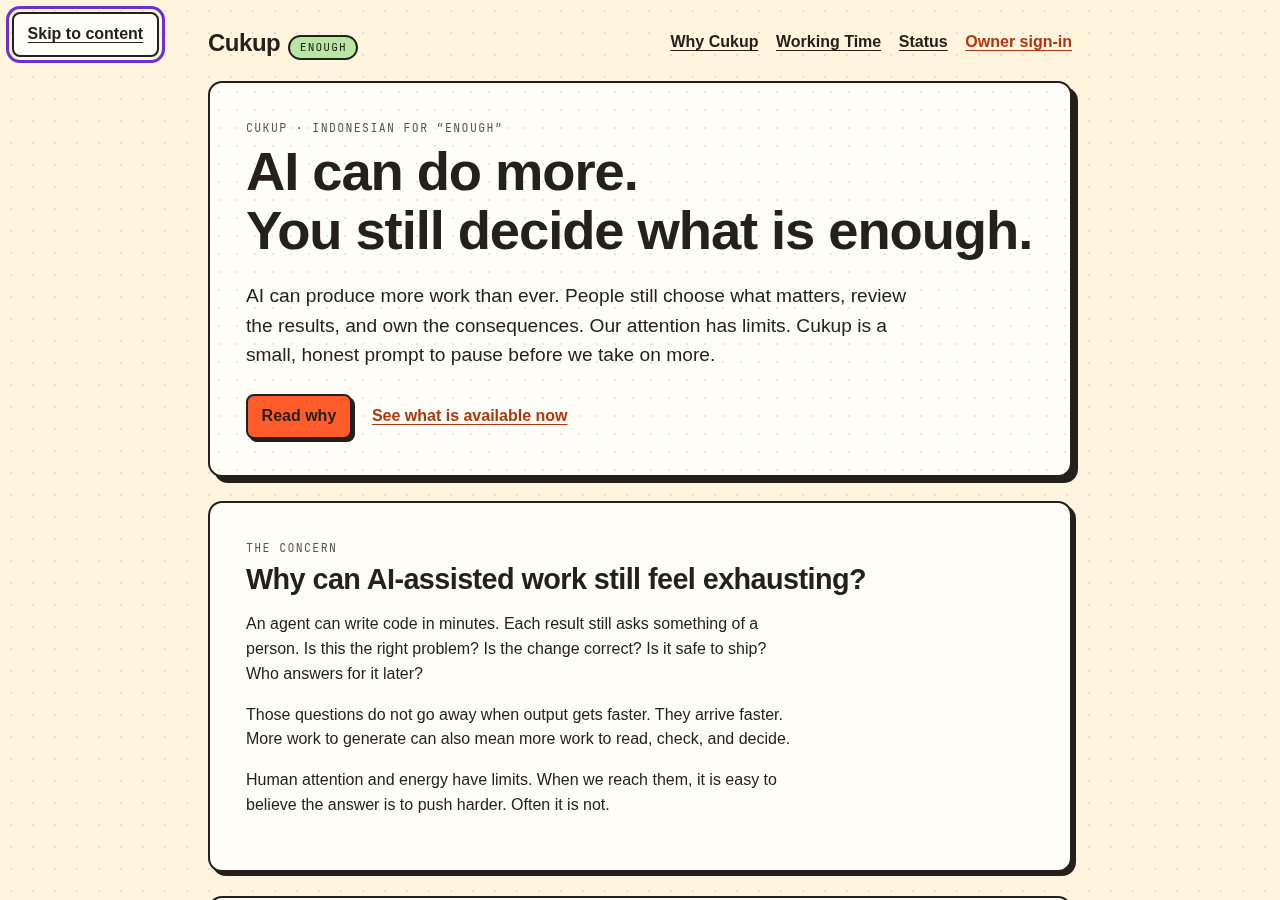 Skip to content
Cukup ENOUGH
Why Cukup Working Time Status Owner sign-in
CUKUP · INDONESIAN FOR “ENOUGH”
AI can do more.
You still decide what is enough.
AI can produce more work than ever. People still choose what matters, review
the results, and own the consequences. Our attention has limits. Cukup is a
small, honest prompt to pause before we take on more.
Read why See what is available now
THE CONCERN
Why can AI-assisted work still feel exhausting?
An agent can write code in minutes. Each result still asks something of a
person. Is this the right problem? Is the change correct? Is it safe to ship?
Who answers for it later?
Those questions do not go away when output gets faster. They arrive faster.
More work to generate can also mean more work to read, check, and decide.
Human attention and energy have limits. When we reach them, it is easy to
believe the answer is to push harder. Often it is not.